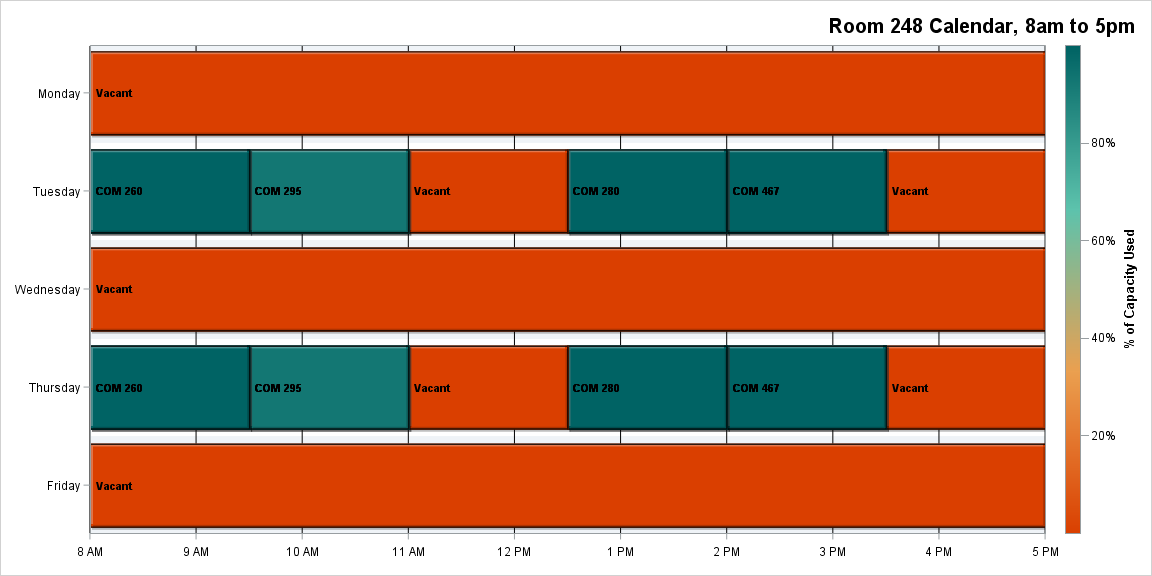 Room 248 Calendar, 8am to 5pm
Monday
Vacant
Tuesday
COM 260
COM 295
Vacant
COM 280
COM 467
Vacant
Wednesday
Vacant
Thursday
COM 260
COM 295
Vacant
COM 280
COM 467
Vacant
Friday
Vacant
8 AM
9 AM
10 AM
11 AM
12 PM
1 PM
2 PM
3 PM
4 PM
5 PM
80%
60%
40%
20%
% of Capacity Used